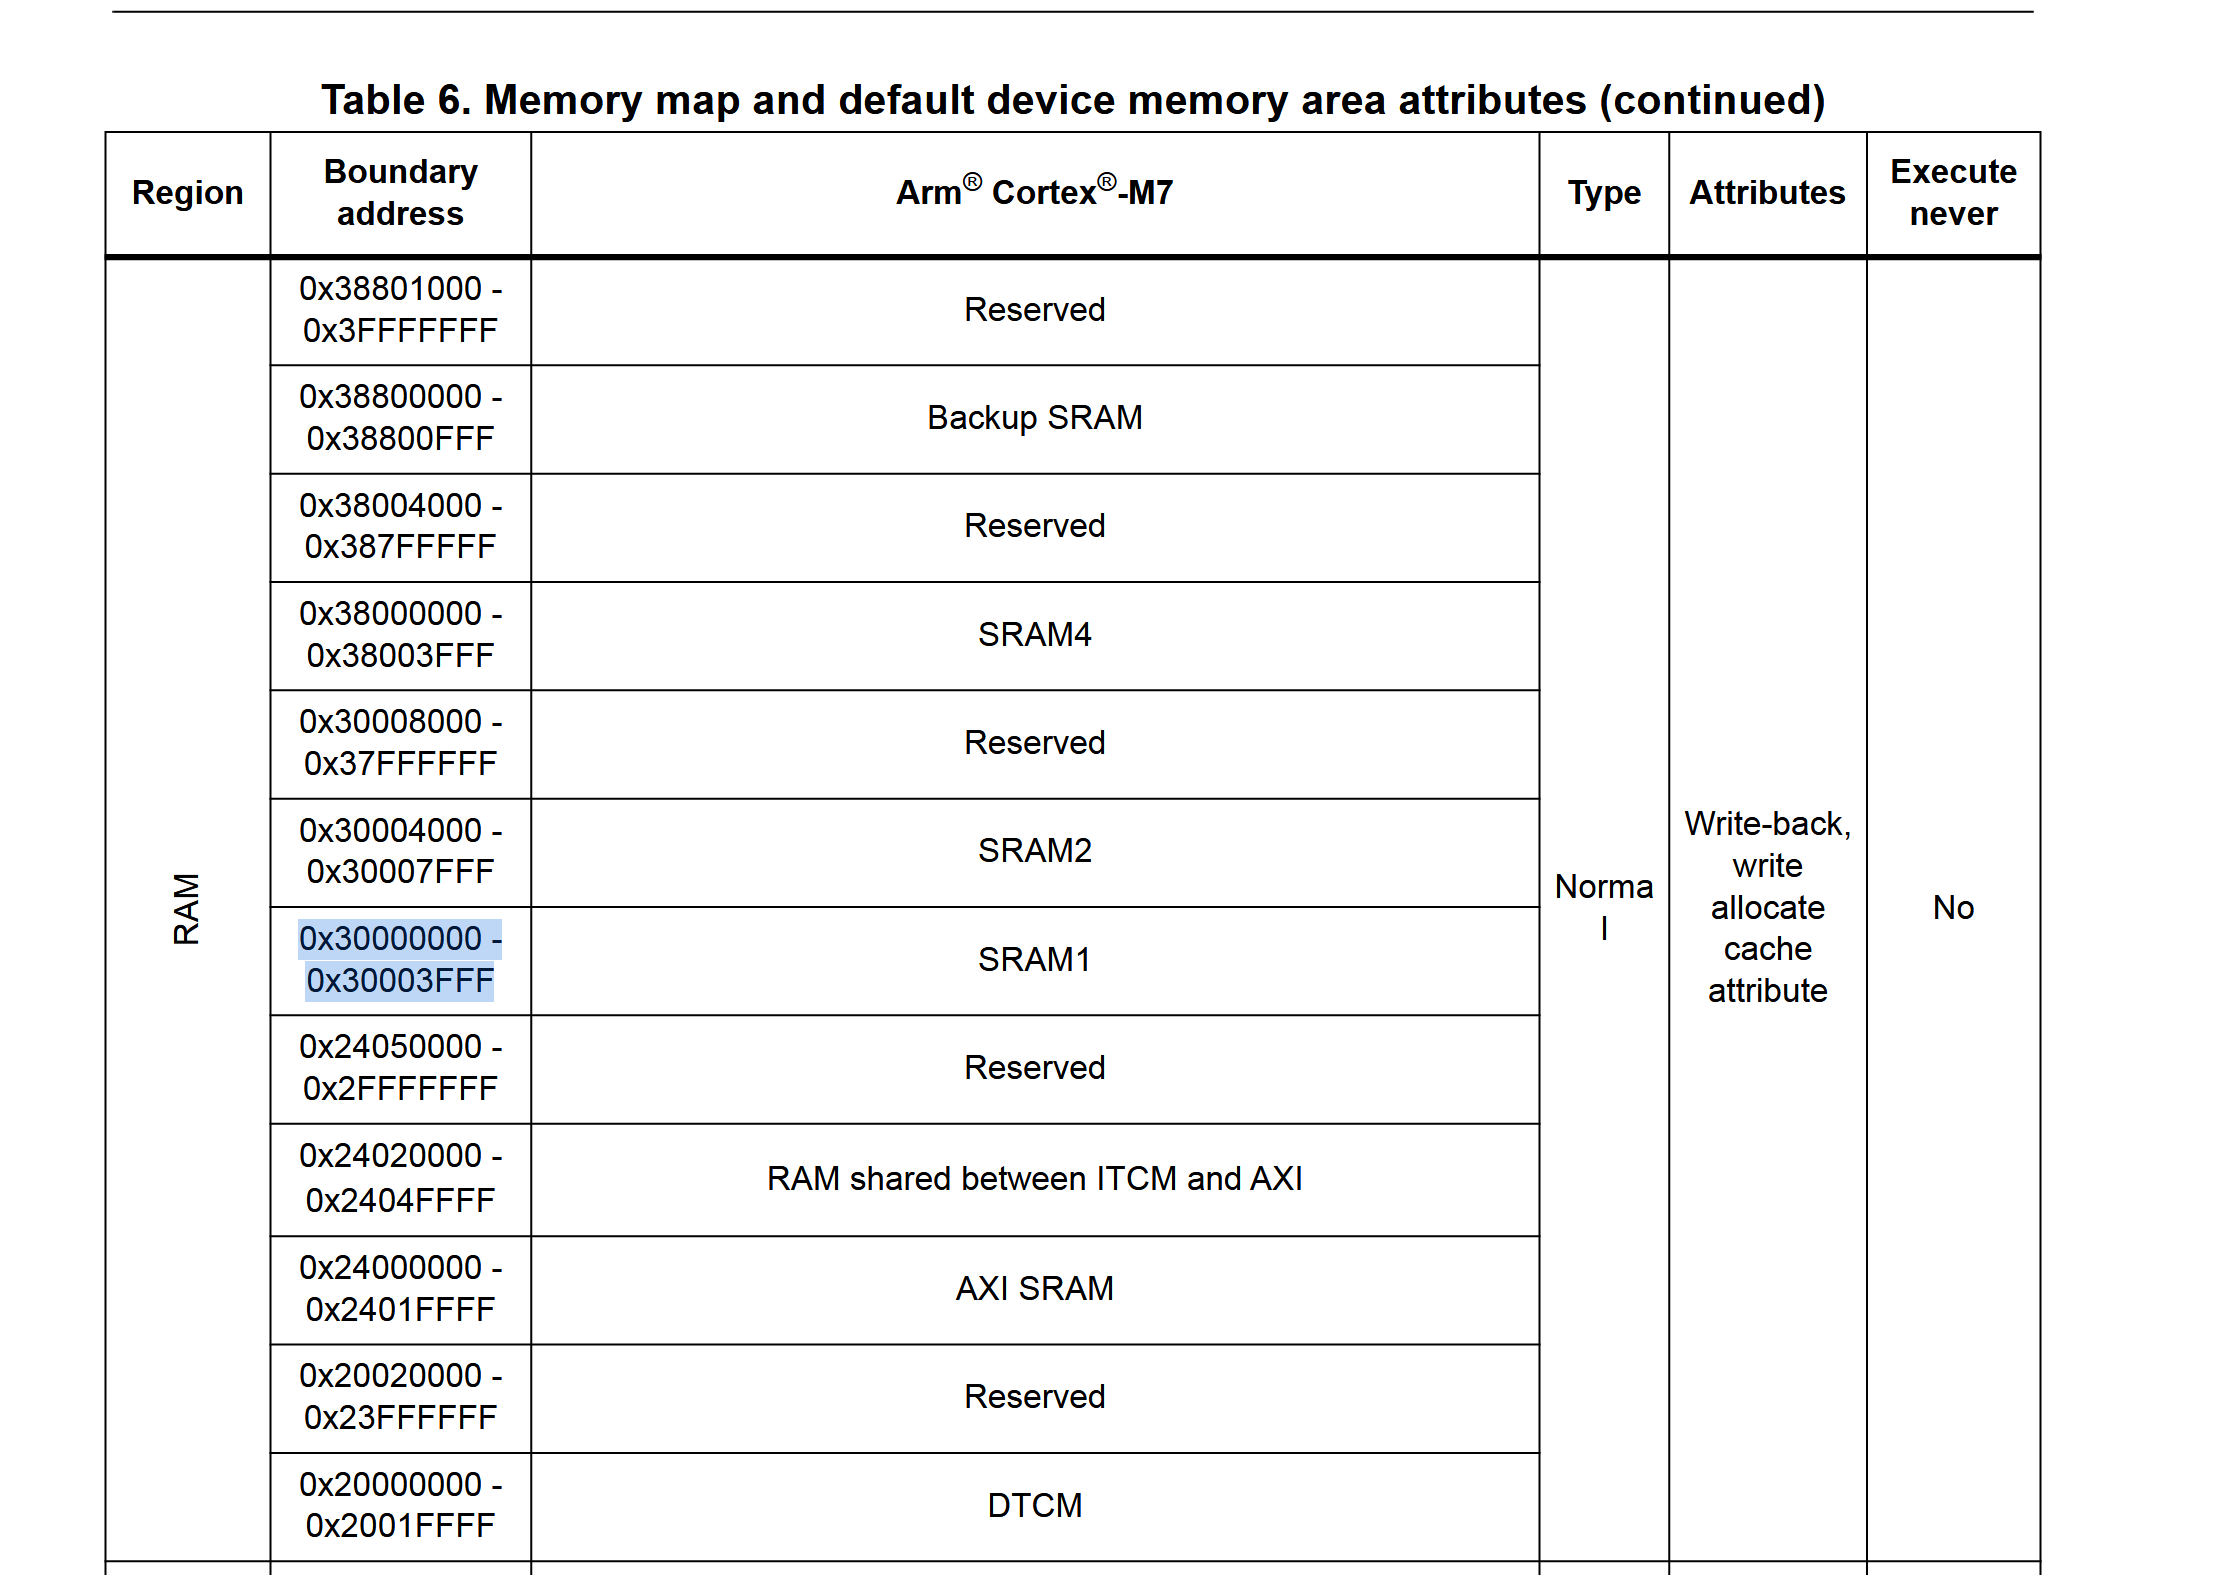 Table 6. Memory map and default device memory area attributes (continued)
Region
Boundary
address
Arm® Cortex®-M7
Type
Attributes
Execute
never
RAM
0x38801000 -
0x3FFFFFFF
Reserved
0x38800000 -
0x38800FFF
Backup SRAM
0x38004000 -
0x387FFFFF
Reserved
0x38000000 -
0x38003FFF
SRAM4
0x30008000 -
0x37FFFFFF
Reserved
0x30004000 -
0x30007FFF
SRAM2
0x30000000 -
0x30003FFF
SRAM1
0x24050000 -
0x2FFFFFFF
Reserved
0x24020000 -
0x2404FFFF
RAM shared between ITCM and AXI
0x24000000 -
0x2401FFFF
AXI SRAM
0x20020000 -
0x23FFFFFF
Reserved
0x20000000 -
0x2001FFFF
DTCM
Norma
l
Write-back,
write
allocate
cache
attribute
No